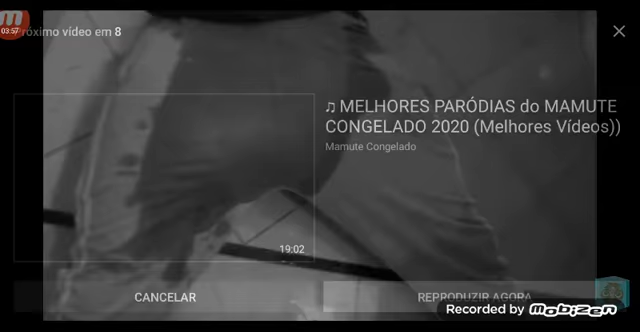 03:57
Próximo vídeo em 8
♫ MELHORES PARÓDIAS do MAMUTE
CONGELADO 2020 (Melhores Vídeos))
Mamute Congelado
19:02
CANCELAR
REPRODUZIR AGORA
Recorded by Mobizen